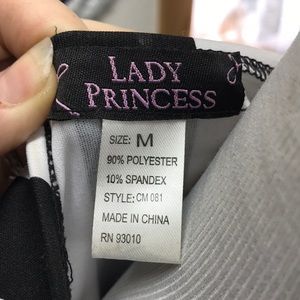 LADY
PRINCESS
SIZE: M
90% POLYESTER
10% SPANDEX
STYLE: CM 081
MADE IN CHINA
RN 93010